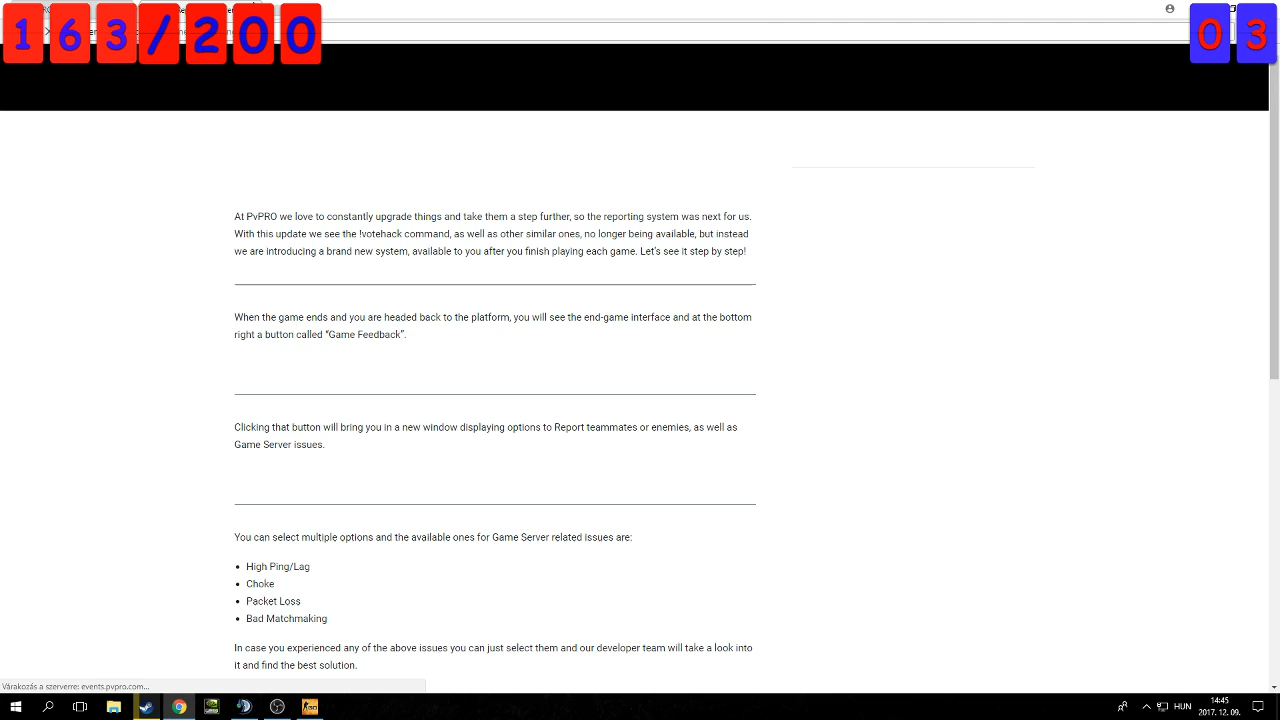 163/200
03
At PvPRO we love to constantly upgrade things and take them a step further, so the reporting system was next for us.
With this update we see the !votehack command, as well as other similar ones, no longer being available, but instead
we are introducing a brand new system, available to you after you finish playing each game. Let's see it step by step!
When the game ends and you are headed back to the platform, you will see the end-game interface and at the bottom
right a button called “Game Feedback”.
Clicking that button will bring you in a new window displaying options to Report teammates or enemies, as well as
Game Server issues.
You can select multiple options and the available ones for Game Server related issues are:
High Ping/Lag
Choke
Packet Loss
Bad Matchmaking
In case you experienced any of the above issues you can just select them and our developer team will take a look into
it and find the best solution.
Várakozás a szerverre: events.pvpro.com...
HUN
14:45
2017. 12. 09.